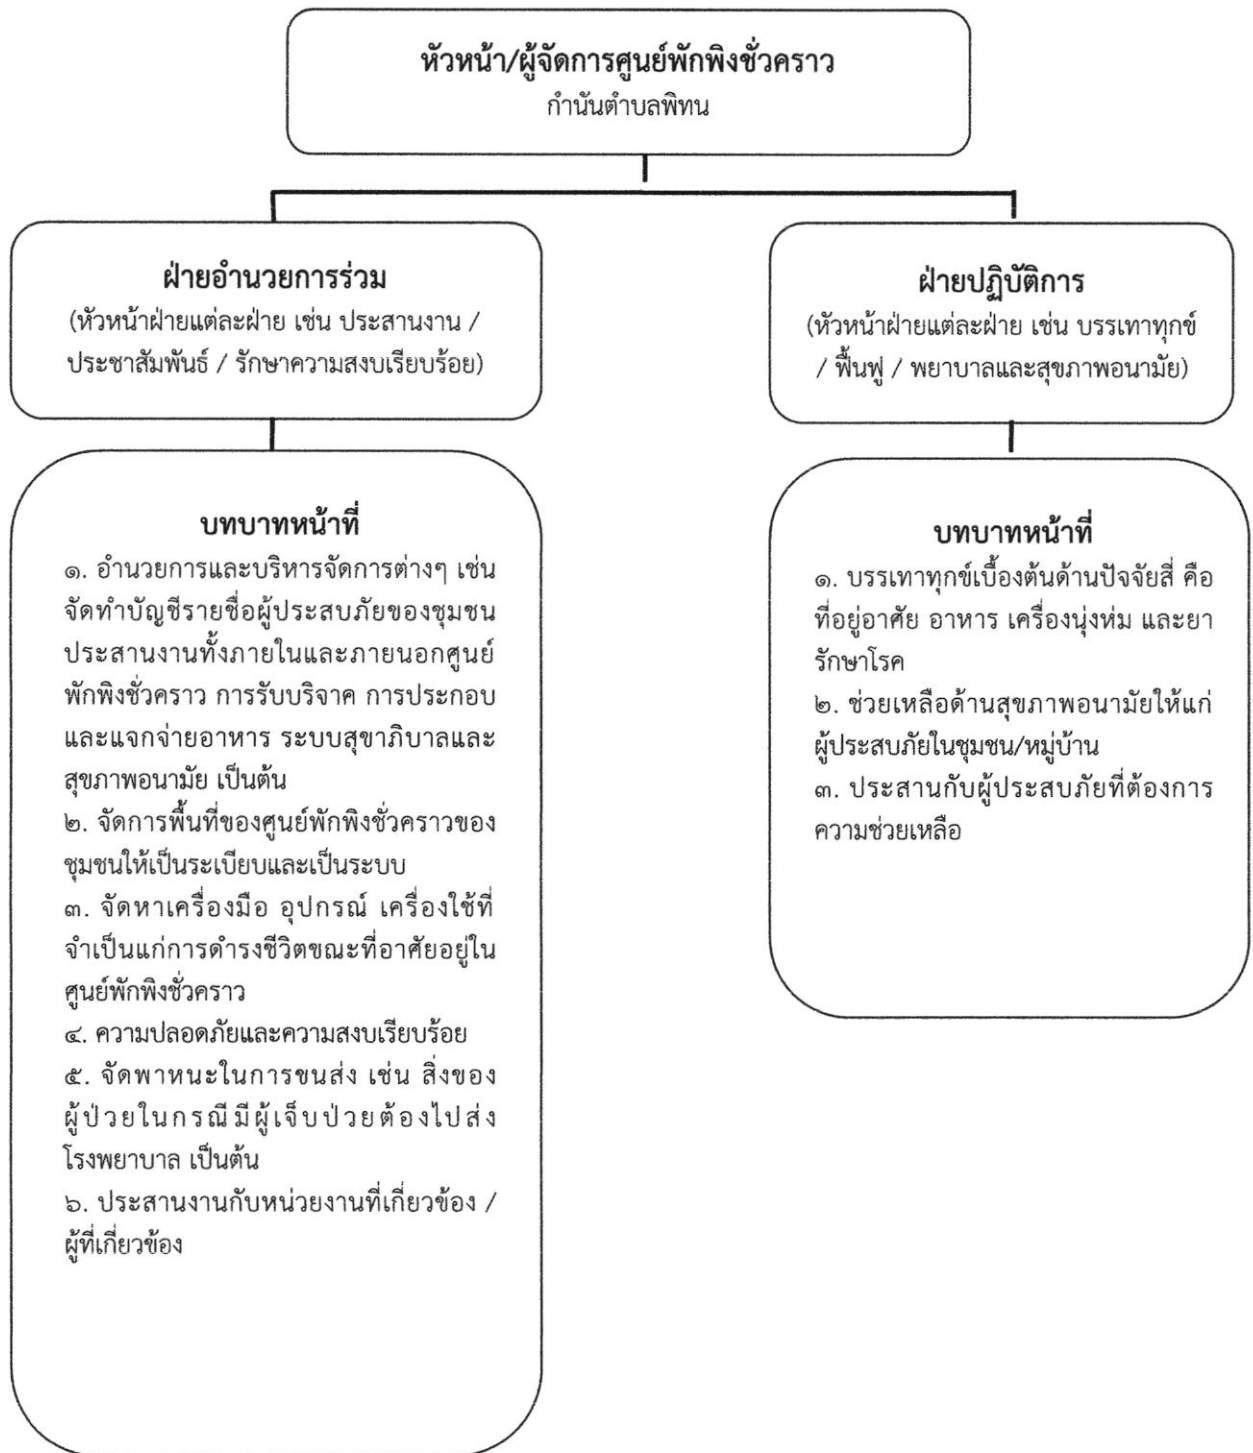 หัวหน้า/ผู้จัดการศูนย์พักพิงชั่วคราว
กำนันตำบลพิทน
ฝ่ายอำนวยการร่วม
(หัวหน้าฝ่ายแต่ละฝ่าย เช่น ประสานงาน /
ประชาสัมพันธ์ / รักษาความสงบเรียบร้อย)
บทบาทหน้าที่
๑. อำนวยการและบริหารจัดการต่างๆ เช่น
จัดทำบัญชีรายชื่อผู้ประสบภัยของชุมชน
ประสานงานทั้งภายในและภายนอกศูนย์
พักพิงชั่วคราว การรับบริจาค การประกอบ
และแจกจ่ายอาหาร ระบบสุขาภิบาลและ
สุขภาพอนามัย เป็นต้น
๒. จัดการพื้นที่ของศูนย์พักพิงชั่วคราวของ
ชุมชนให้เป็นระเบียบและเป็นระบบ
๓. จัดหาเครื่องมือ อุปกรณ์ เครื่องใช้ที่
จำเป็นแก่การดำรงชีวิตขณะที่อาศัยอยู่ใน
ศูนย์พักพิงชั่วคราว
๔. ความปลอดภัยและความสงบเรียบร้อย
๕. จัดพาหนะในการขนส่ง เช่น สิ่งของ
ผู้ป่วยในกรณีมีผู้เจ็บป่วยต้องไปส่ง
โรงพยาบาล เป็นต้น
๖. ประสานงานกับหน่วยงานที่เกี่ยวข้อง /
ผู้ที่เกี่ยวข้อง
ฝ่ายปฏิบัติการ
(หัวหน้าฝ่ายแต่ละฝ่าย เช่น บรรเทาทุกข์
/ ฟื้นฟู / พยาบาลและสุขภาพอนามัย)
บทบาทหน้าที่
๑. บรรเทาทุกข์เบื้องต้นด้านปัจจัยสี่ คือ
ที่อยู่อาศัย อาหาร เครื่องนุ่งห่ม และยา
รักษาโรค
๒. ช่วยเหลือด้านสุขภาพอนามัยให้แก่
ผู้ประสบภัยในชุมชน/หมู่บ้าน
๓. ประสานกับผู้ประสบภัยที่ต้องการ
ความช่วยเหลือ